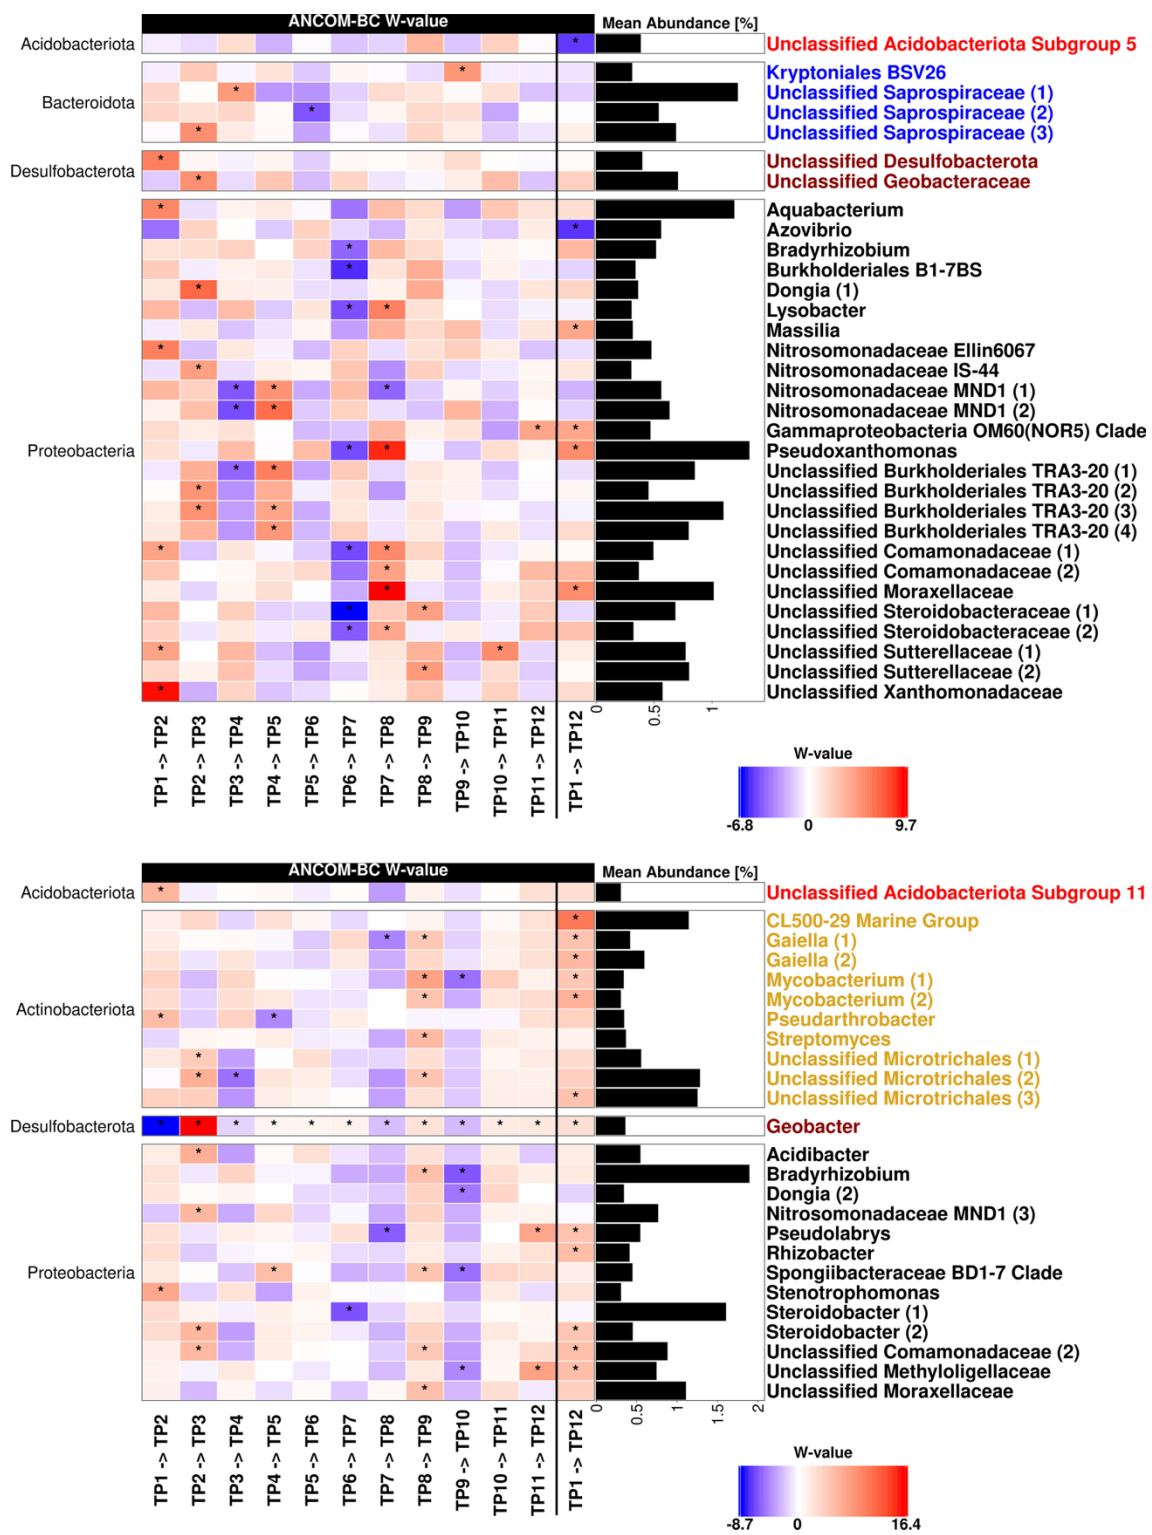 ANCOM-BC W-value
Mean Abundance [%]
Acidobacteriota
Unclassified Acidobacteriota Subgroup 5
Bacteroidota
Kryptoniales BSV26
Unclassified Saprospiraceae (1)
Unclassified Saprospiraceae (2)
Unclassified Saprospiraceae (3)
Desulfobacterota
Unclassified Desulfobacterota
Unclassified Geobacteraceae
Proteobacteria
Aquabacterium
Azovibrio
Bradyrhizobium
Burkholderiales B1-7BS
Dongia (1)
Lysobacter
Massilia
Nitrosomonadaceae Ellin6067
Nitrosomonadaceae IS-44
Nitrosomonadaceae MND1 (1)
Nitrosomonadaceae MND1 (2)
Gammaproteobacteria OM60(NOR5) Clade
Pseudoxanthomonas
Unclassified Burkholderiales TRA3-20 (1)
Unclassified Burkholderiales TRA3-20 (2)
Unclassified Burkholderiales TRA3-20 (3)
Unclassified Burkholderiales TRA3-20 (4)
Unclassified Comamonadaceae (1)
Unclassified Comamonadaceae (2)
Unclassified Moraxellaceae
Unclassified Steroidobacteraceae (1)
Unclassified Steroidobacteraceae (2)
Unclassified Sutterellaceae (1)
Unclassified Sutterellaceae (2)
Unclassified Xanthomonadaceae
TP1 -> TP2
TP2 -> TP3
TP3 -> TP4
TP4 -> TP5
TP5 -> TP6
TP6 -> TP7
TP7 -> TP8
TP8 -> TP9
TP9 -> TP10
TP10 -> TP11
TP11 -> TP12
TP1 -> TP12
0
0.5
1
W-value
-6.8
0
9.7
ANCOM-BC W-value
Mean Abundance [%]
Acidobacteriota
Unclassified Acidobacteriota Subgroup 11
Actinobacteriota
CL500-29 Marine Group
Gaiella (1)
Gaiella (2)
Mycobacterium (1)
Mycobacterium (2)
Pseudarthrobacter
Streptomyces
Unclassified Microtrichales (1)
Unclassified Microtrichales (2)
Unclassified Microtrichales (3)
Desulfobacterota
Geobacter
Proteobacteria
Acidibacter
Bradyrhizobium
Dongia (2)
Nitrosomonadaceae MND1 (3)
Pseudolabrys
Rhizobacter
Spongiibacteraceae BD1-7 Clade
Stenotrophomonas
Steroidobacter (1)
Steroidobacter (2)
Unclassified Comamonadaceae (2)
Unclassified Methyloligellaceae
Unclassified Moraxellaceae
TP1 -> TP2
TP2 -> TP3
TP3 -> TP4
TP4 -> TP5
TP5 -> TP6
TP6 -> TP7
TP7 -> TP8
TP8 -> TP9
TP9 -> TP10
TP10 -> TP11
TP11 -> TP12
TP1 -> TP12
0
0.5
1
1.5
2
W-value
-8.7
0
16.4